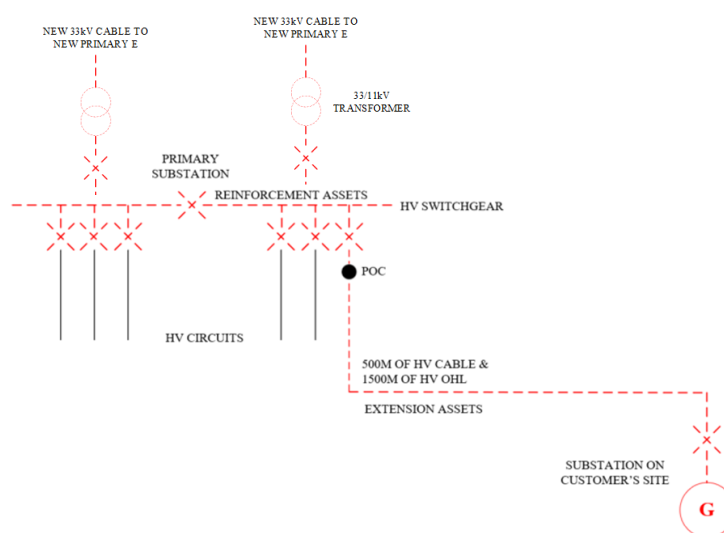 NEW 33kV CABLE TO
NEW PRIMARY E
NEW 33kV CABLE TO
NEW PRIMARY E
33/11kV
TRANSFORMER
PRIMARY
SUBSTATION
REINFORCEMENT ASSETS
HV SWITCHGEAR
POC
HV CIRCUITS
500M OF HV CABLE &
1500M OF HV OHL
EXTENSION ASSETS
SUBSTATION ON
CUSTOMER'S SITE
G